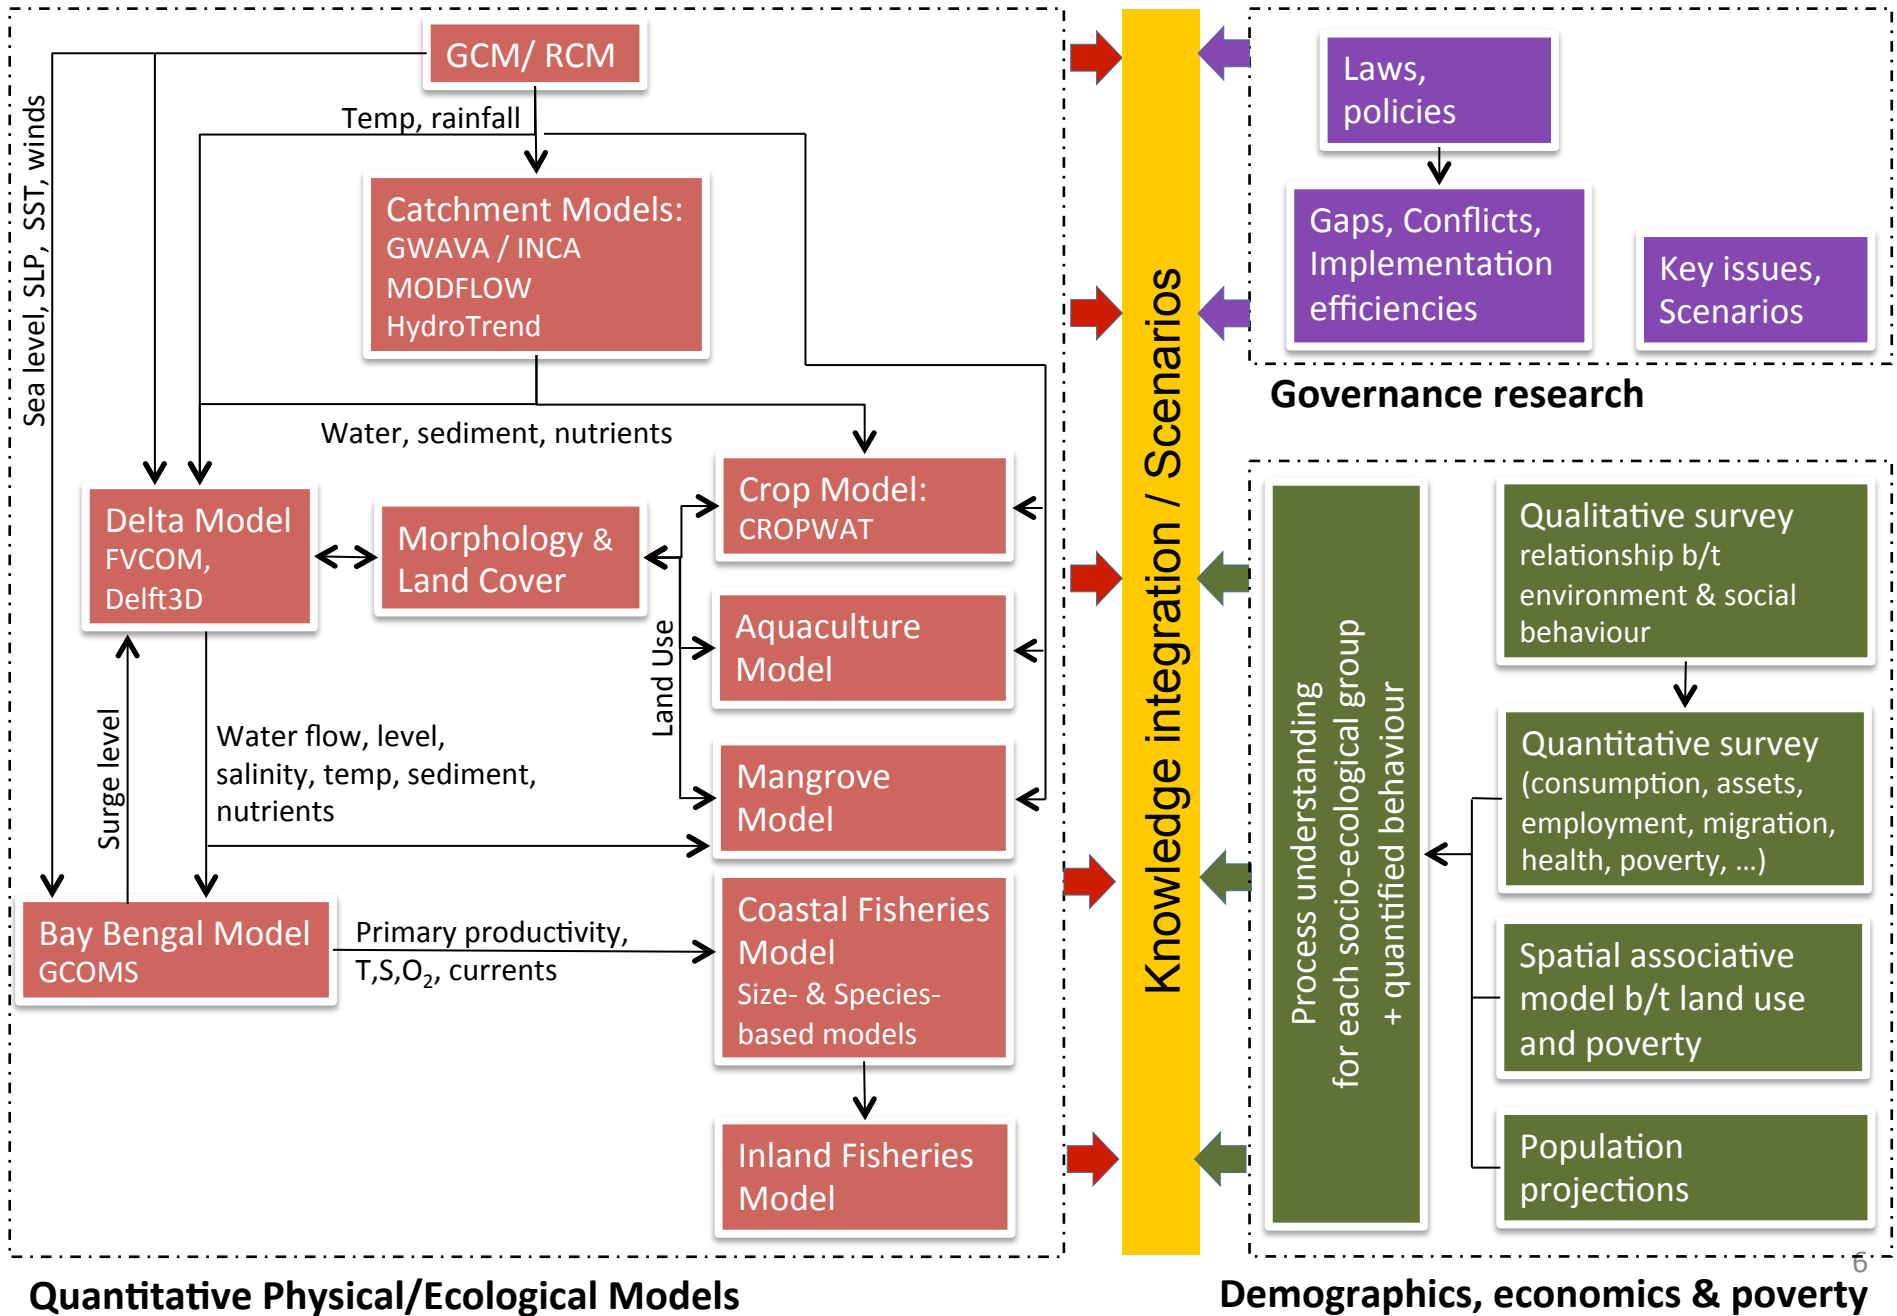 GCM/ RCM
Temp, rainfall
Sea level, SLP, SST, winds
Catchment Models:
GWAVA / INCA
MODFLOW
HydroTrend
Water, sediment, nutrients
Delta Model
FVCOM,
Delft3D
Morphology &
Land Cover
Crop Model:
CROPWAT
Aquaculture
Model
Land Use
Mangrove
Model
Surge level
Water flow, level,
salinity, temp, sediment,
nutrients
Bay Bengal Model
GCOMS
Primary productivity,
T,S,O₂, currents
Coastal Fisheries
Model
Size- & Species-
based models
Inland Fisheries
Model
Quantitative Physical/Ecological Models
Knowledge integration / Scenarios
Laws,
policies
Gaps, Conflicts,
Implementation
efficiencies
Key issues,
Scenarios
Governance research
Process understanding
for each socio-ecological group
+ quantified behaviour
Qualitative survey
relationship b/t
environment & social
behaviour
Quantitative survey
(consumption, assets,
employment, migration,
health, poverty, ...)
Spatial associative
model b/t land use
and poverty
Population
projections
6
Demographics, economics & poverty